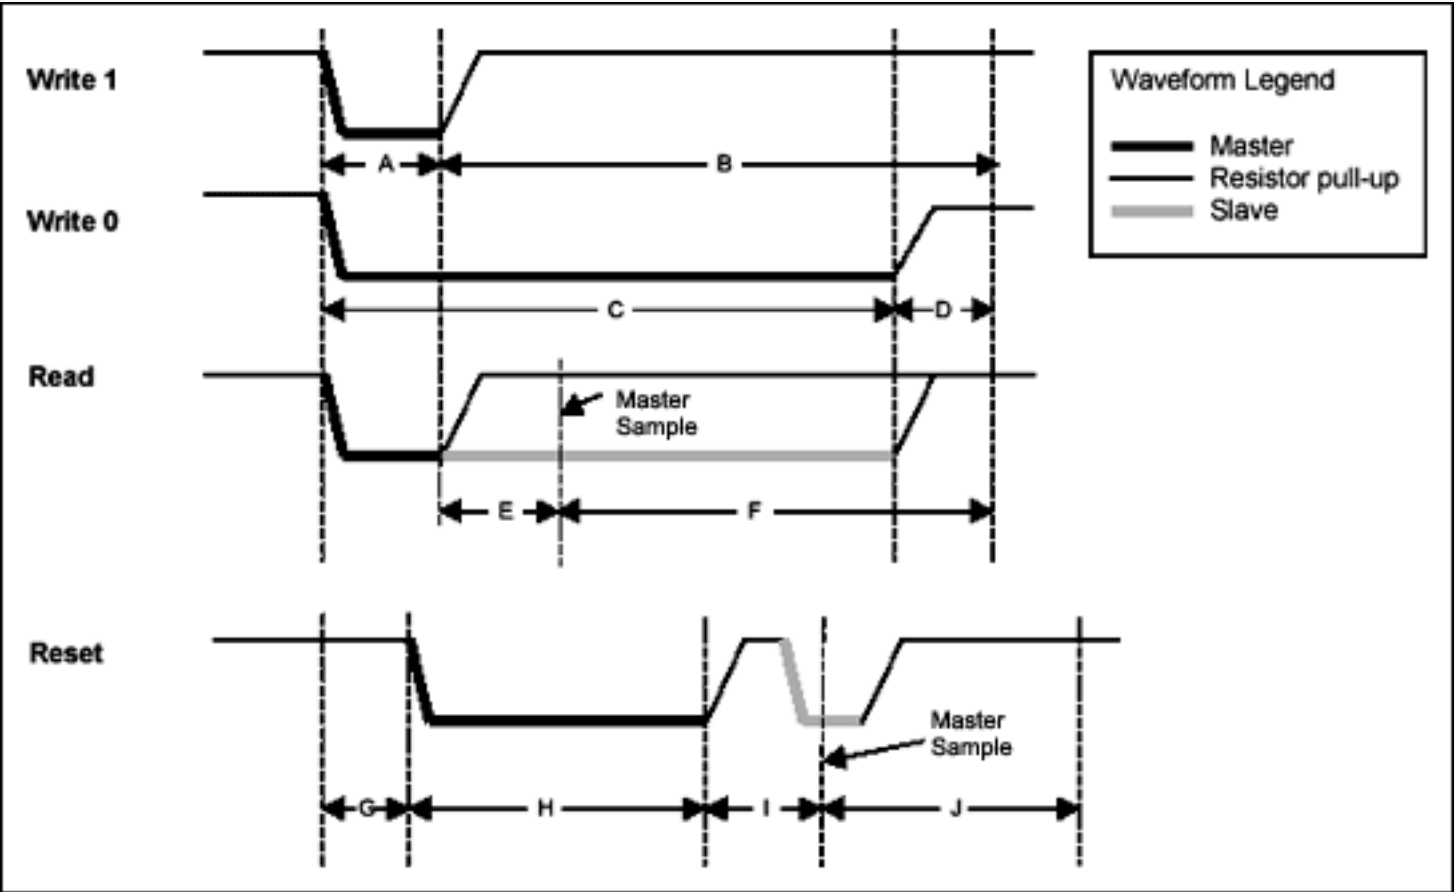 Write 1
Waveform Legend
Master
Resistor pull-up
Slave
A
B
Write 0
C
D
Read
Master
Sample
E
F
Reset
Master
Sample
G
H
I
J